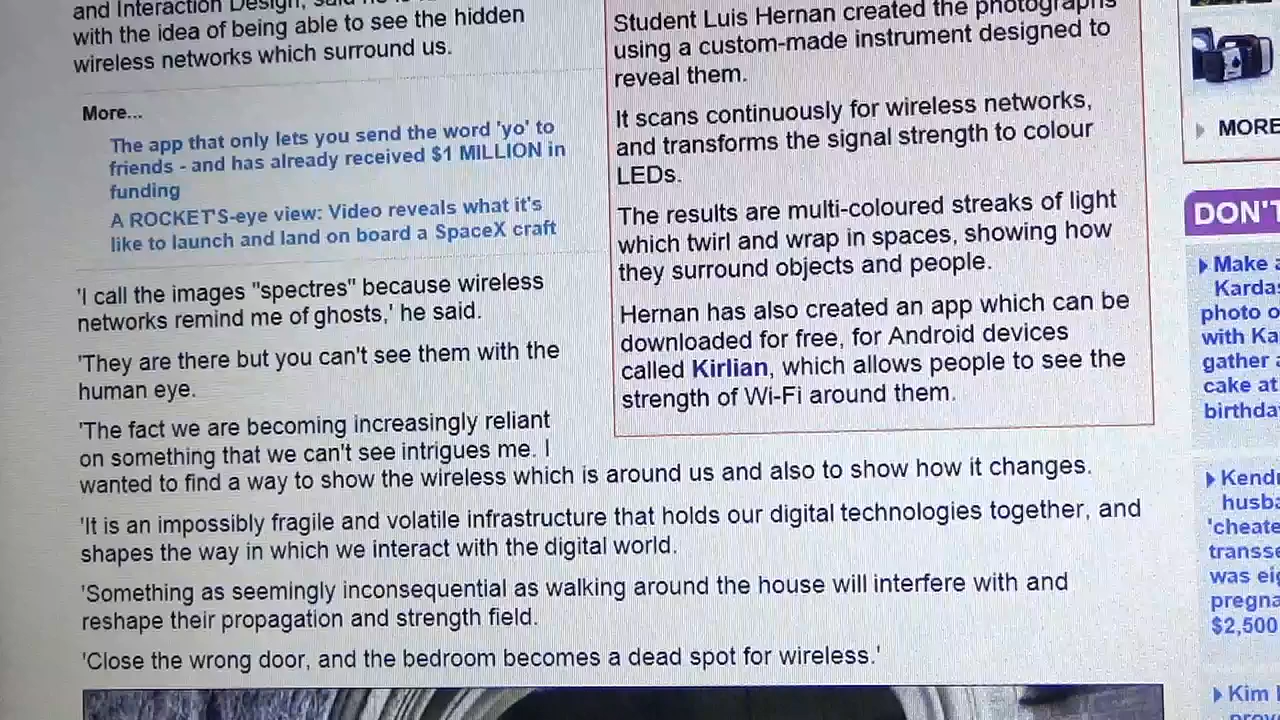 and Interaction Design, said he is
with the idea of being able to see the hidden
wireless networks which surround us.
More...
The app that only lets you send the word 'yo' to
friends - and has already received $1 MILLION in
funding
A ROCKET'S-eye view: Video reveals what it's
like to launch and land on board a SpaceX craft
'I call the images "spectres" because wireless
networks remind me of ghosts,' he said.
'They are there but you can't see them with the
human eye.
'The fact we are becoming increasingly reliant
on something that we can't see intrigues me. I
wanted to find a way to show the wireless which is around us and also to show how it changes.
'It is an impossibly fragile and volatile infrastructure that holds our digital technologies together, and
shapes the way in which we interact with the digital world.
'Something as seemingly inconsequential as walking around the house will interfere with and
reshape their propagation and strength field.
'Close the wrong door, and the bedroom becomes a dead spot for wireless.'
Student Luis Hernan created the photographs
using a custom-made instrument designed to
reveal them.
It scans continuously for wireless networks,
and transforms the signal strength to colour
LEDs.
The results are multi-coloured streaks of light
which twirl and wrap in spaces, showing how
they surround objects and people.
Hernan has also created an app which can be
downloaded for free, for Android devices
called Kirlian, which allows people to see the
strength of Wi-Fi around them.
MORE
DON'T
Make
Kardas
photo o
with Ka
gather
cake at
birthda
Kend
husba
'cheate
transse
was eig
pregna
$2,500
Kim